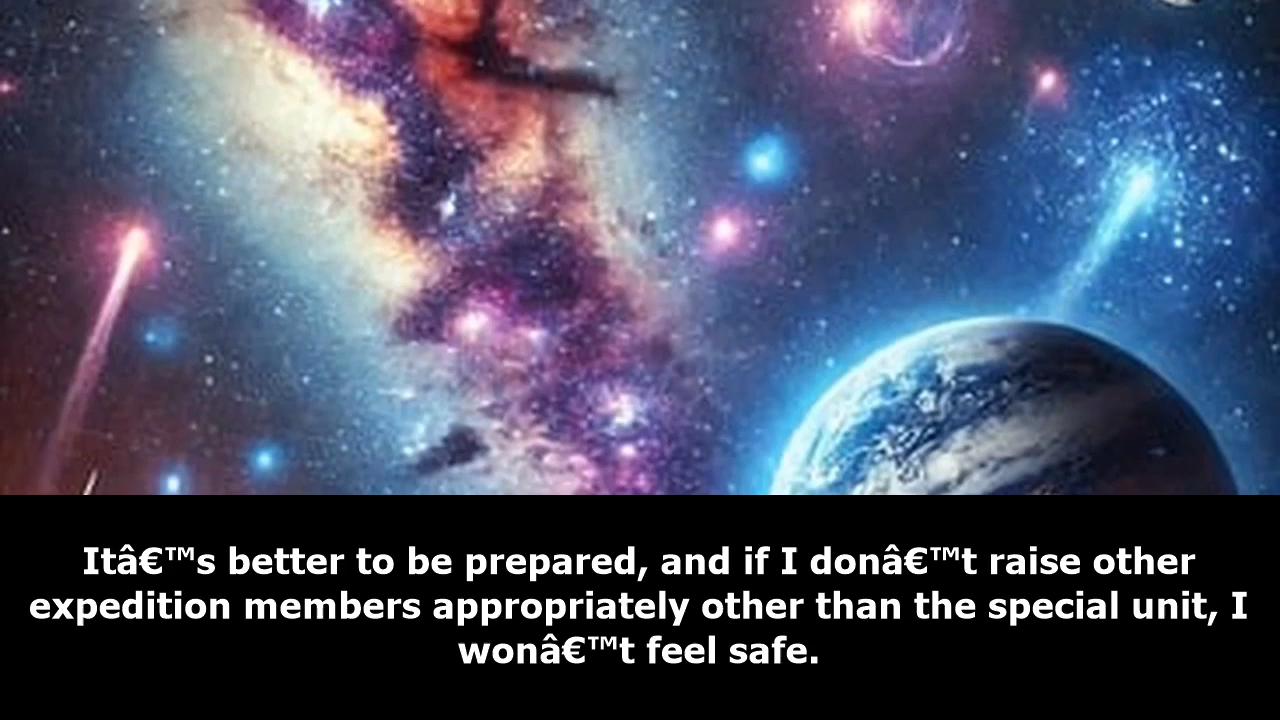 Itâ€™s better to be prepared, and if I donâ€™t raise other
expedition members appropriately other than the special unit, I
wonâ€™t feel safe.